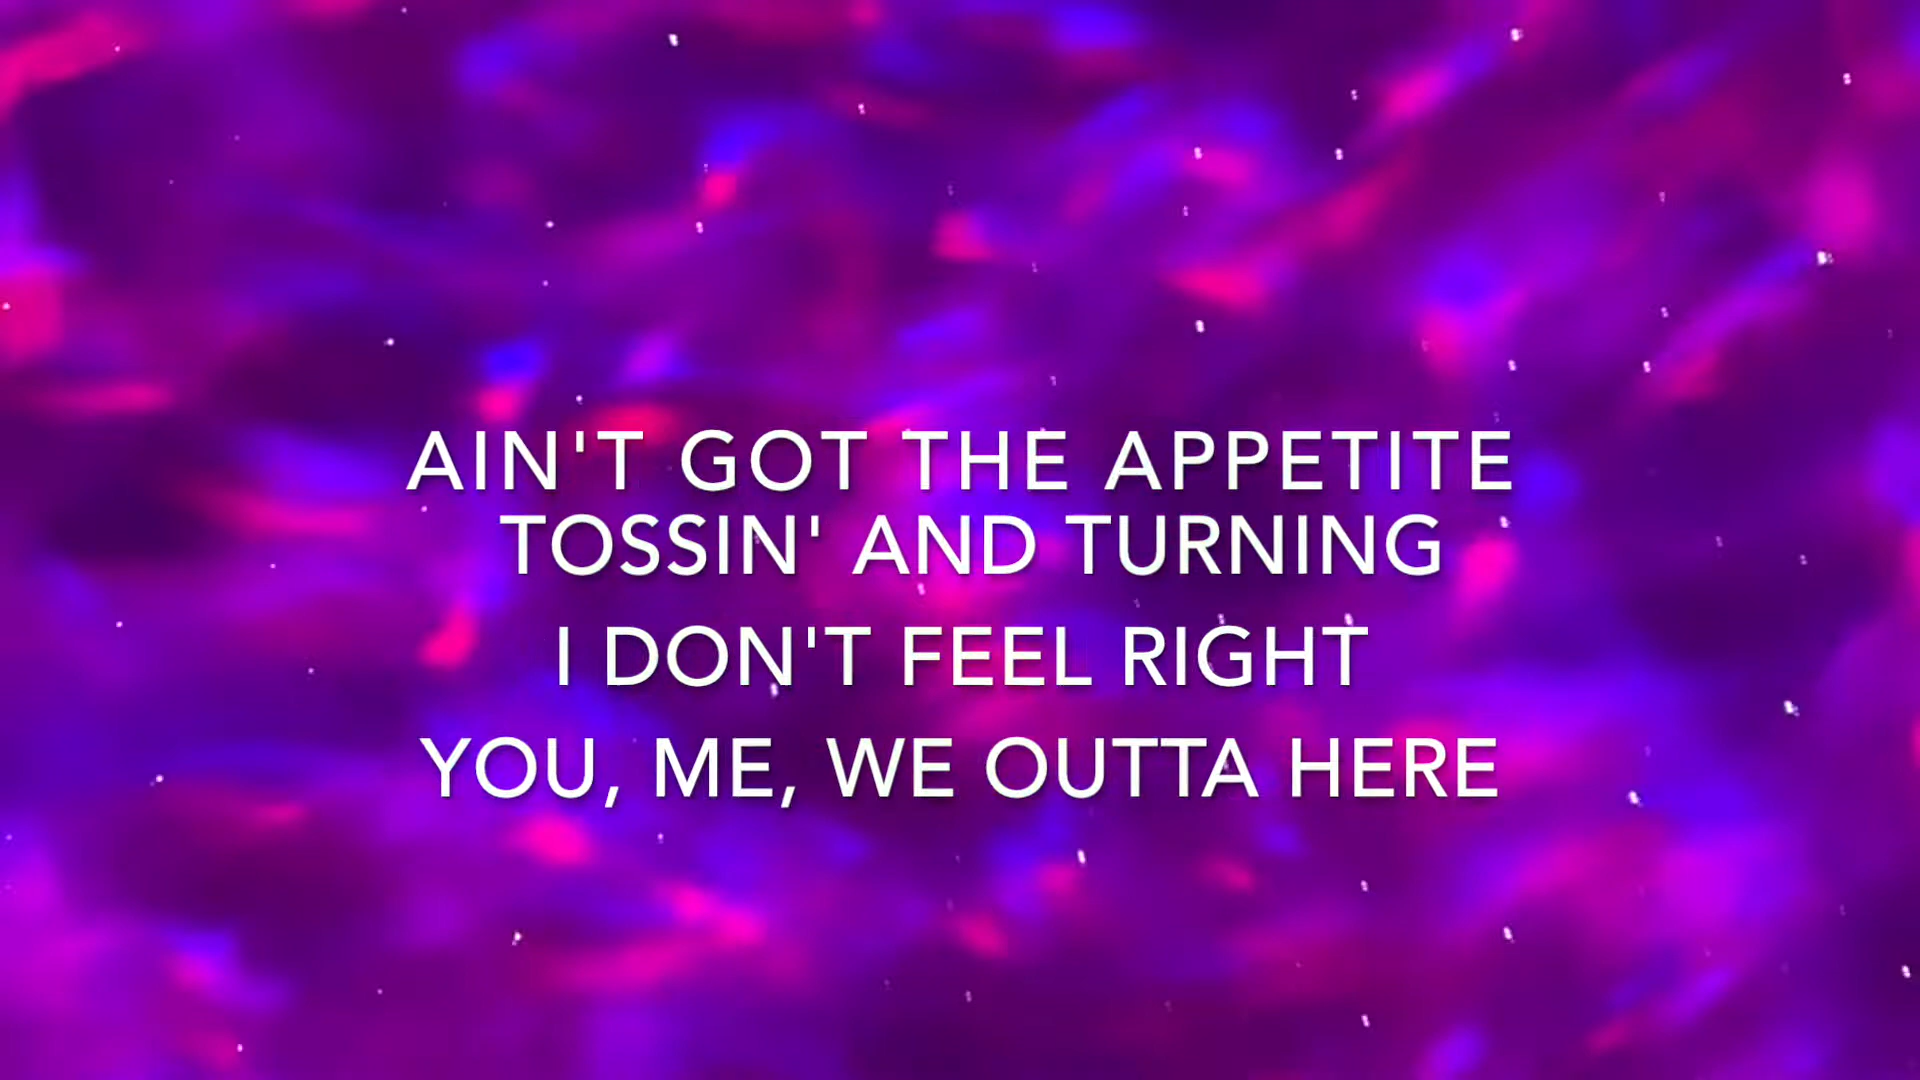 AIN'T GOT THE APPETITE
TOSSIN' AND TURNING
I DON'T FEEL RIGHT
YOU, ME, WE OUTTA HERE